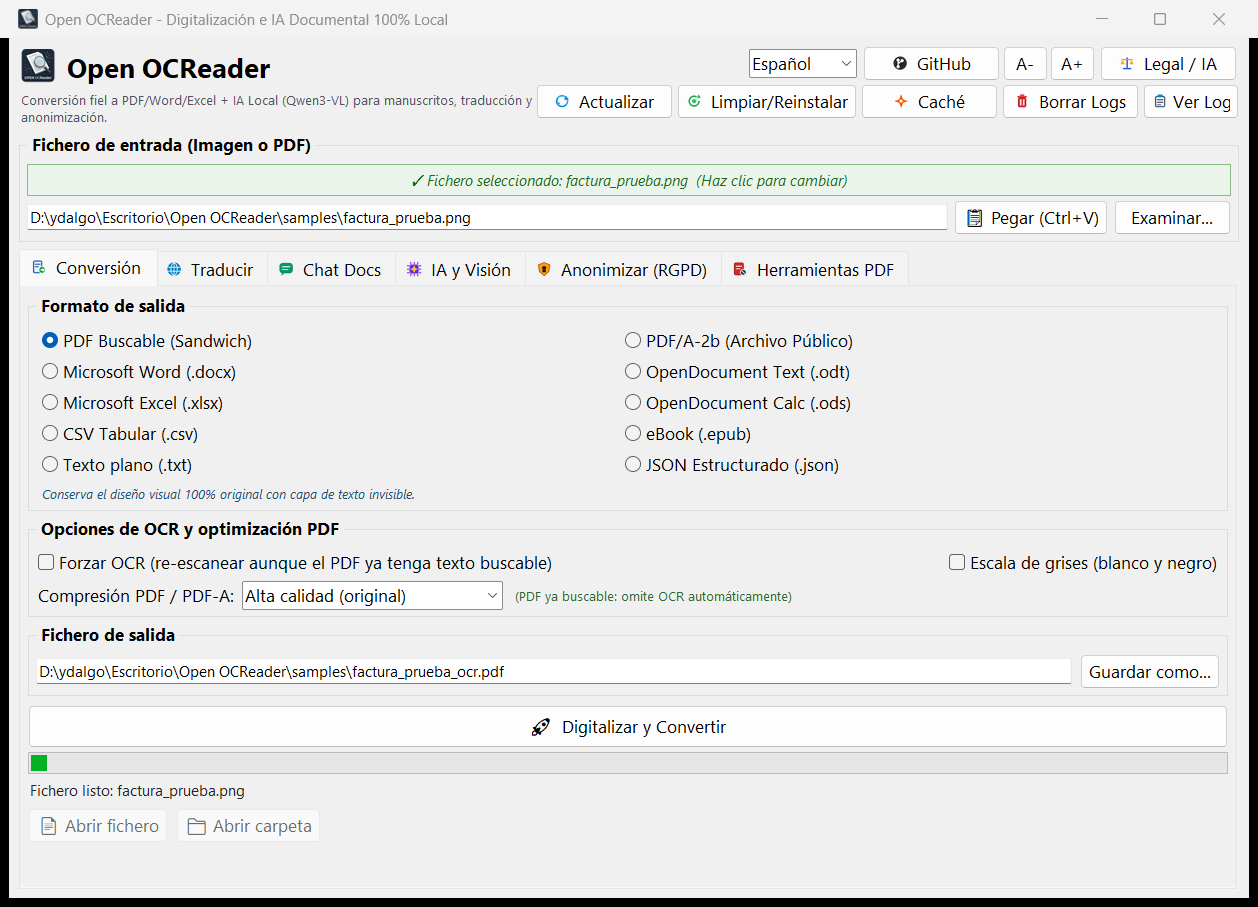 Open OCReader - Digitalización e IA Documental 100% Local
Open OCReader
Español
GitHub
A-
A+
Legal / IA
Conversión fiel a PDF/Word/Excel + IA Local (Qwen3-VL) para manuscritos, traducción y
anonimización.
Actualizar
Limpiar/Reinstalar
Caché
Borrar Logs
Ver Log
Fichero de entrada (Imagen o PDF)
✓ Fichero seleccionado: factura_prueba.png (Haz clic para cambiar)
D:\ydalgo\Escritorio\Open OCReader\samples\factura_prueba.png
Pegar (Ctrl+V)
Examinar...
Conversión
Traducir
Chat Docs
IA y Visión
Anonimizar (RGPD)
Herramientas PDF
Formato de salida
PDF Buscable (Sandwich)
PDF/A-2b (Archivo Público)
Microsoft Word (.docx)
OpenDocument Text (.odt)
Microsoft Excel (.xlsx)
OpenDocument Calc (.ods)
CSV Tabular (.csv)
eBook (.epub)
Texto plano (.txt)
JSON Estructurado (.json)
Conserva el diseño visual 100% original con capa de texto invisible.
Opciones de OCR y optimización PDF
Forzar OCR (re-escanear aunque el PDF ya tenga texto buscable)
Escala de grises (blanco y negro)
Compresión PDF / PDF-A:
Alta calidad (original)
(PDF ya buscable: omite OCR automáticamente)
Fichero de salida
D:\ydalgo\Escritorio\Open OCReader\samples\factura_prueba_ocr.pdf
Guardar como...
Digitalizar y Convertir
Fichero listo: factura_prueba.png
Abrir fichero
Abrir carpeta